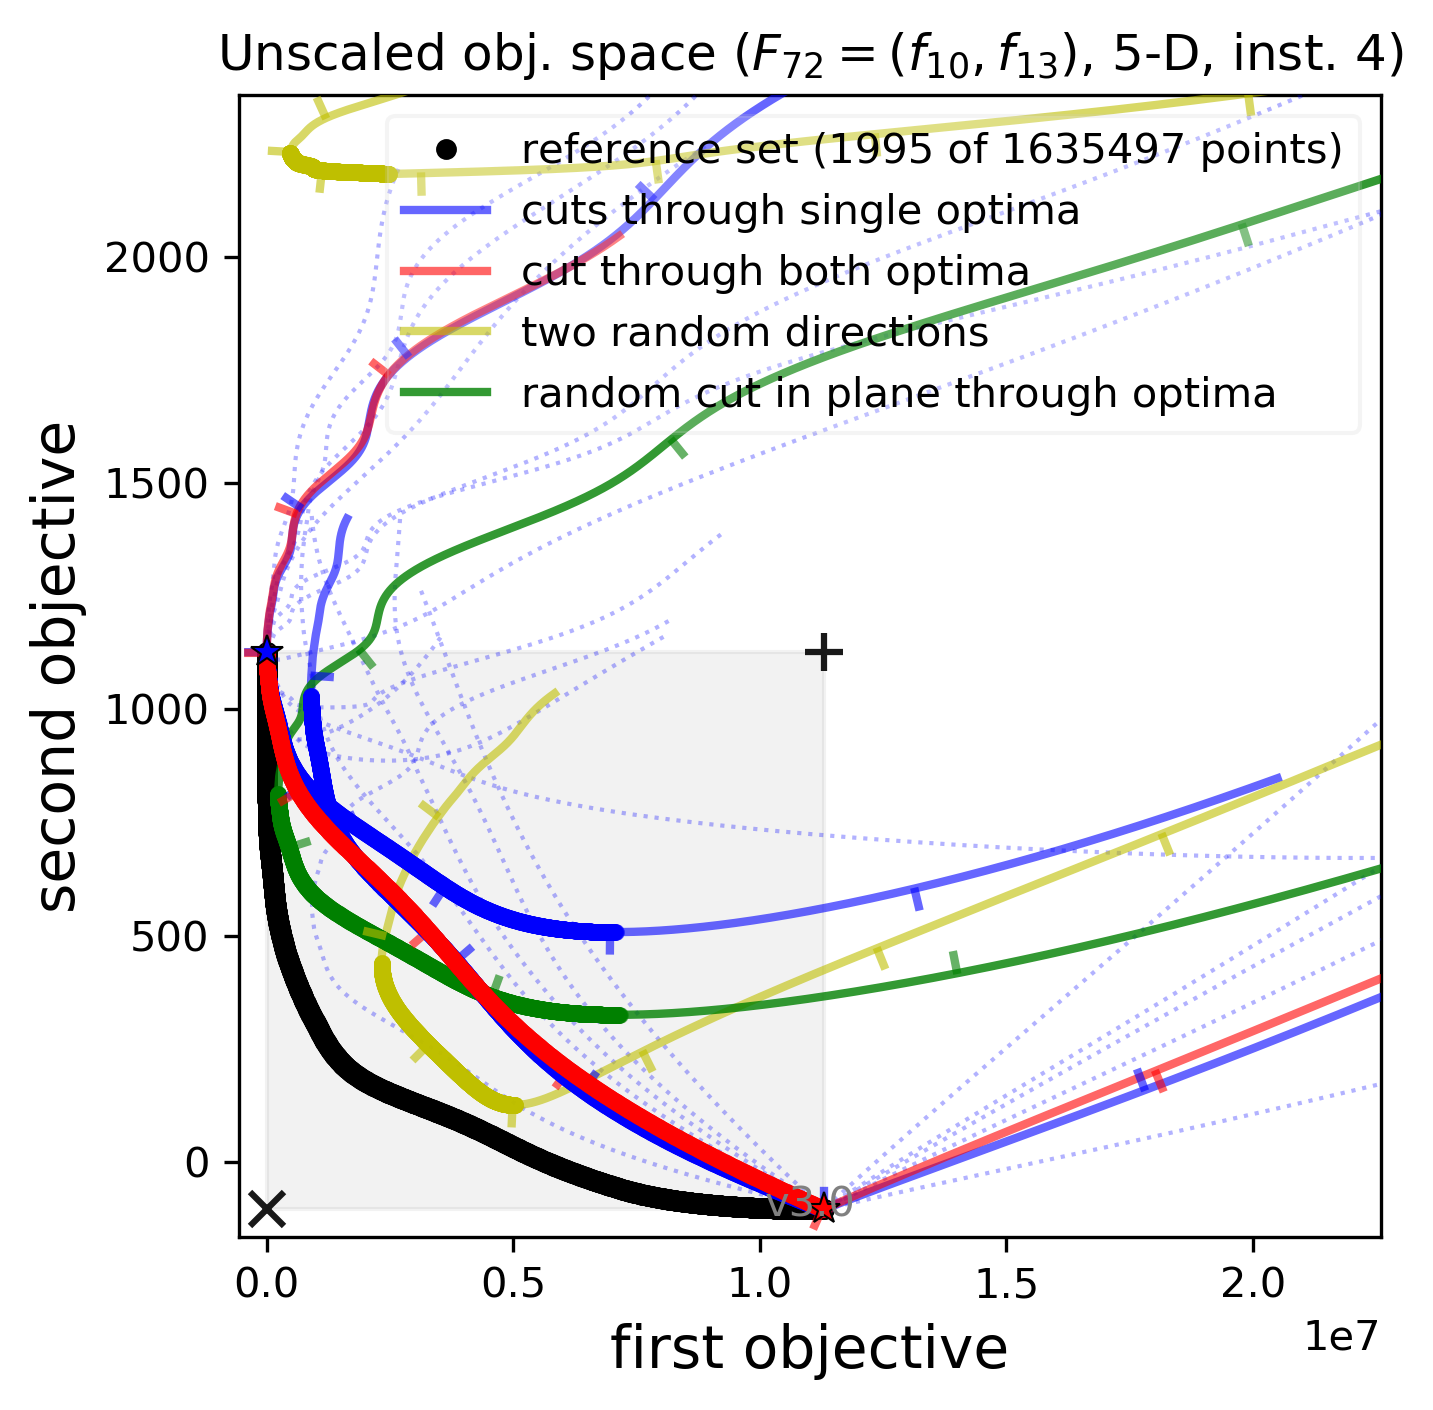 Unscaled obj. space (F₇₂ = (f₁₀, f₁₃), 5-D, inst. 4)
reference set (1995 of 1635497 points)
cuts through single optima
cut through both optima
two random directions
random cut in plane through optima
second objective
2000
1500
1000
500
0
v3.0
0.0 0.5 1.0 1.5 2.0
1e7
first objective